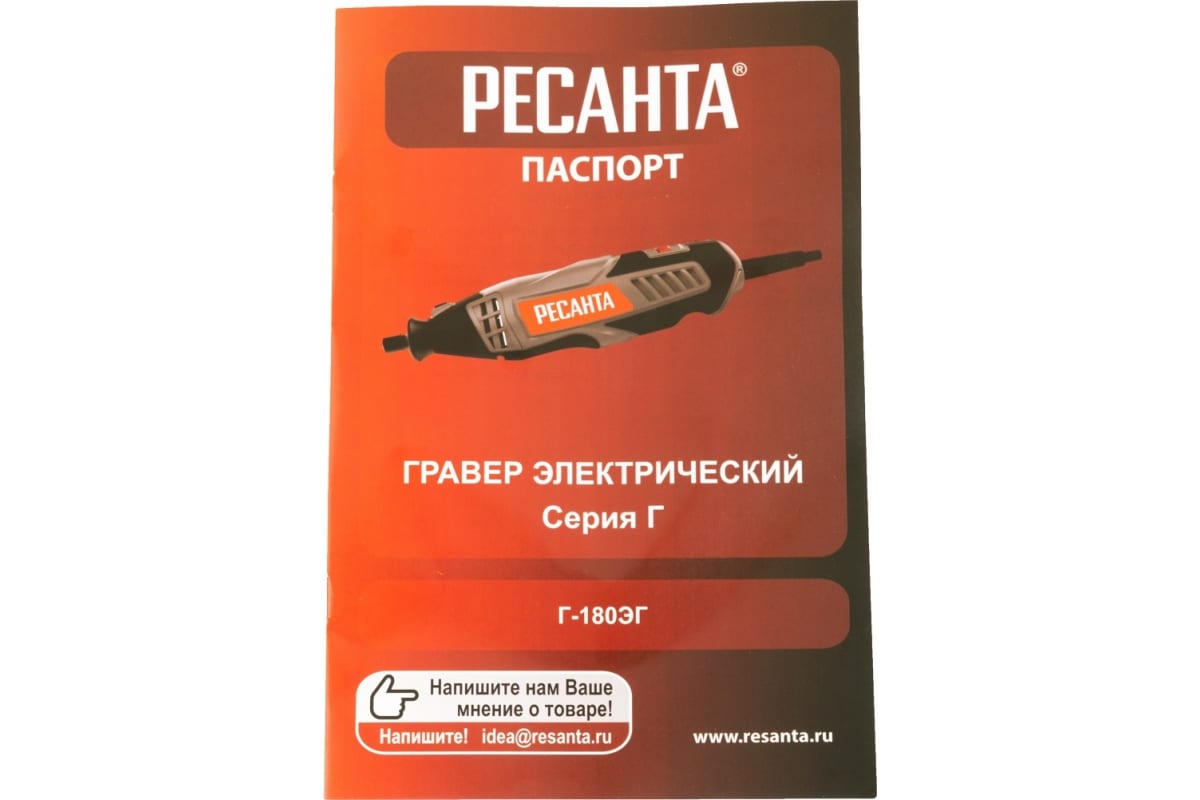 РЕСАНТА®
ПАСПОРТ
РЕСАНТА
ГРАВЕР ЭЛЕКТРИЧЕСКИЙ
Серия Г
Г-180ЭГ
Напишите нам Ваше
мнение о товаре!
Напишите! idea@resanta.ru
www.resanta.ru